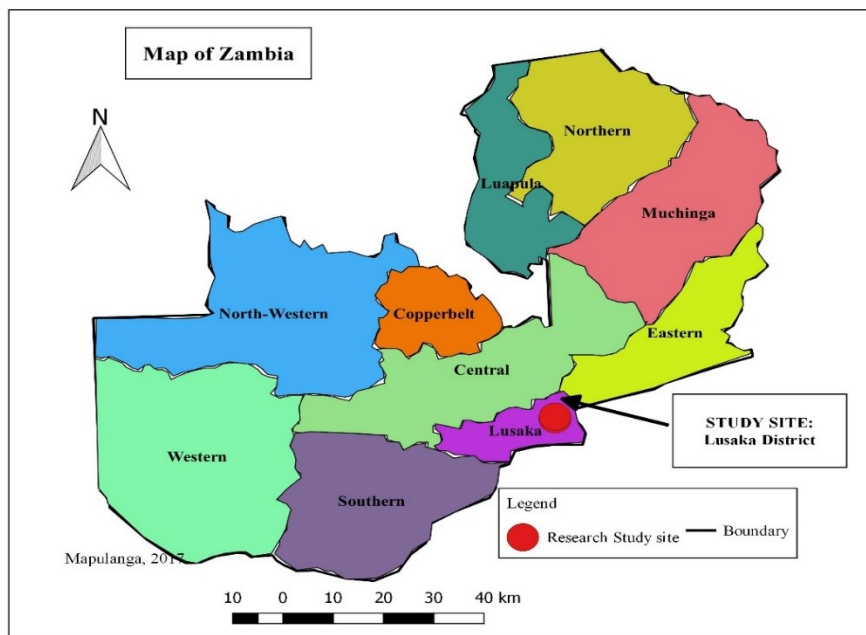 Map of Zambia
N
Northern
Luapula
Muchinga
North-Western
Copperbelt
Eastern
Central
STUDY SITE:
Lusaka District
Lusaka
Western
Southern
Legend
Research Study site
Boundary
Mapulanga, 2017
10 0 10 20 30 40 km